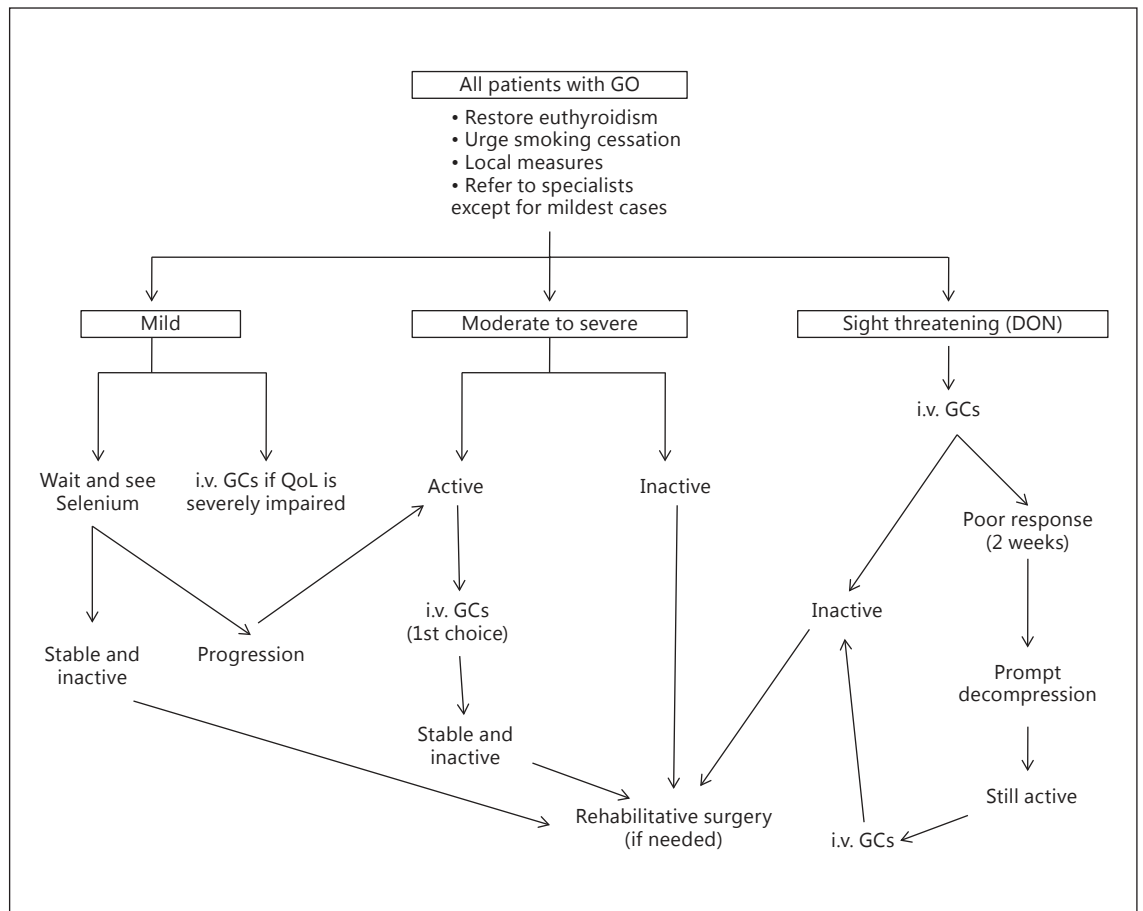 All patients with GO
• Restore euthyroidism
• Urge smoking cessation
• Local measures
• Refer to specialists
except for mildest cases
Mild
Moderate to severe
Sight threatening (DON)
i.v. GCs
Wait and see
Selenium
i.v. GCs if QoL is
severely impaired
Active
Inactive
Poor response
(2 weeks)
i.v. GCs
(1st choice)
Inactive
Stable and
inactive
Progression
Prompt
decompression
Stable and
inactive
Still active
Rehabilitative surgery
(if needed)
i.v. GCs